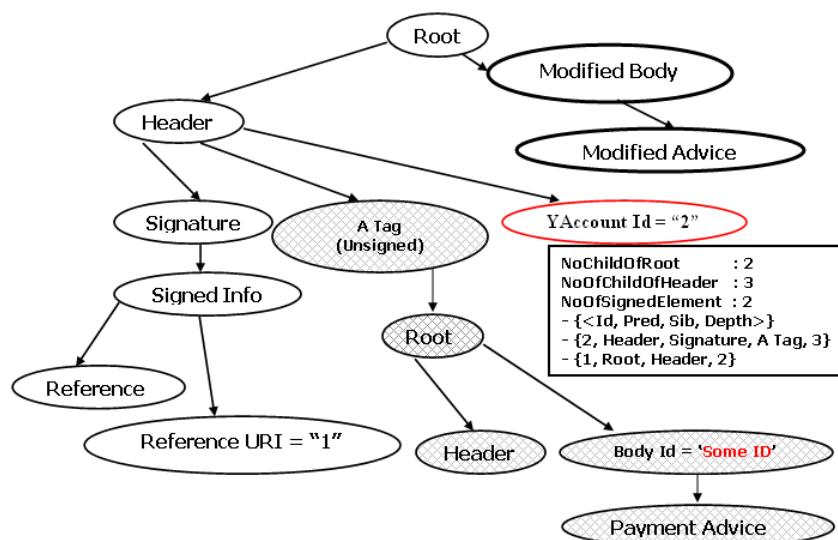 Root
Modified Body
Header
Modified Advice
Signature
A Tag
(Unsigned)
YAccount Id = “2”
Signed Info
NoChildOfRoot : 2
NoOfChildOfHeader : 3
NoOfSignedElement : 2
- {<Id, Pred, Sib, Depth>}
- {2, Header, Signature, A Tag, 3}
- {1, Root, Header, 2}
Root
Reference
Reference URI = “1”
Header
Body Id = ‘Some ID’
Payment Advice